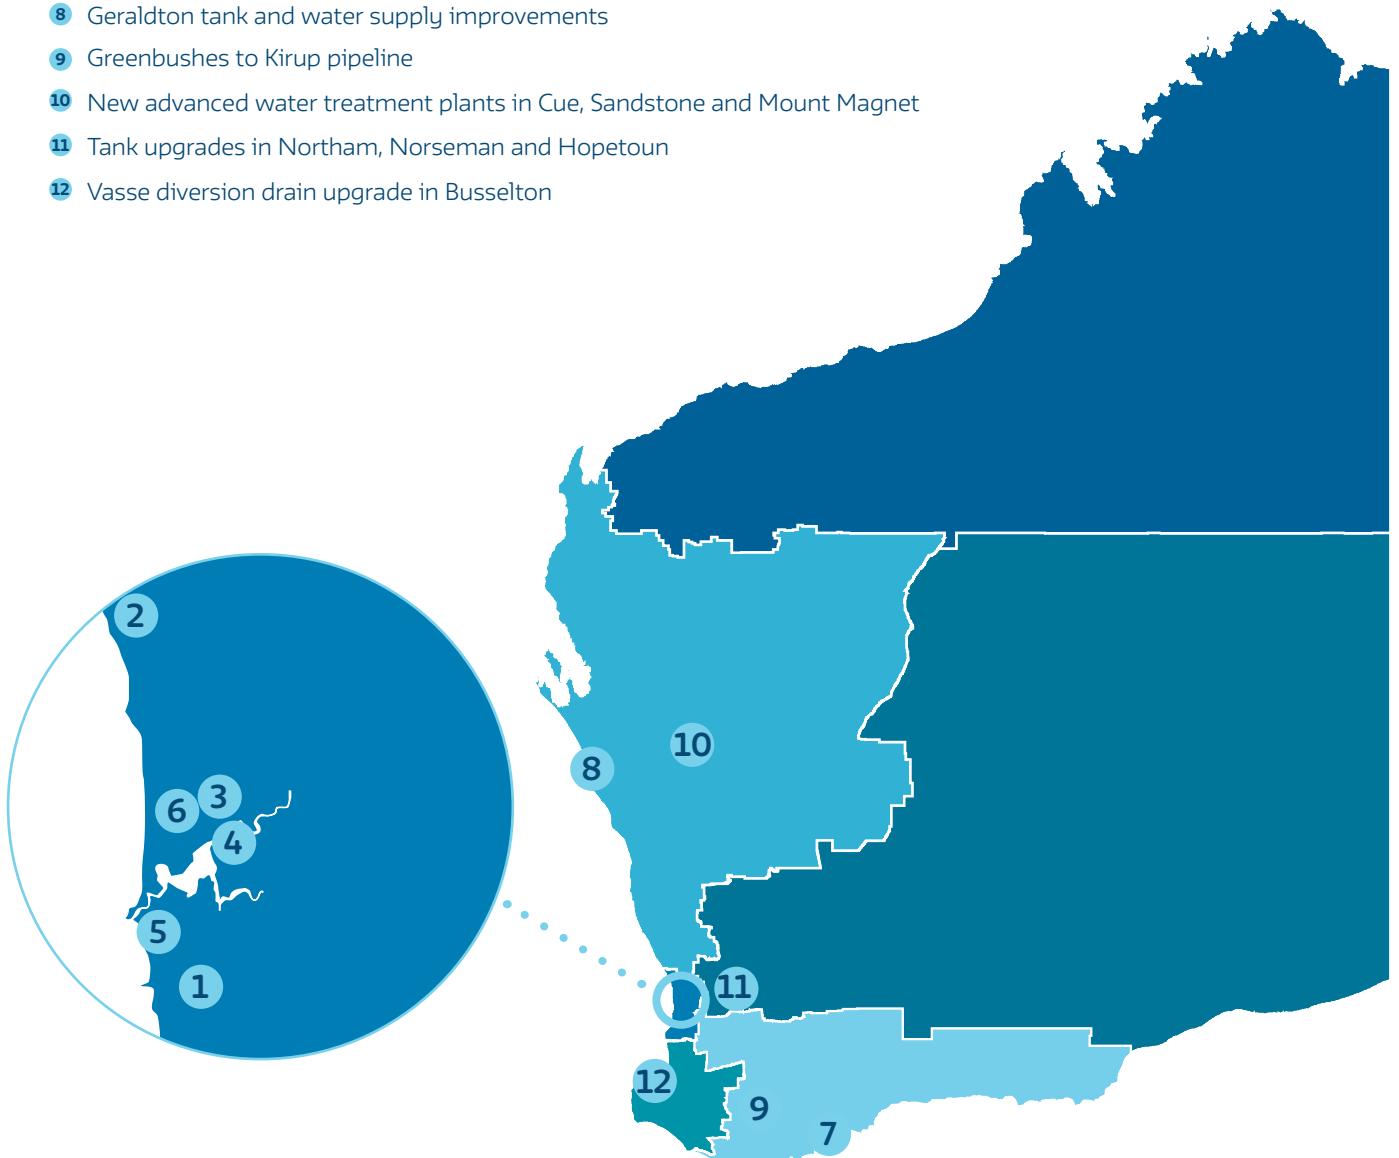 8 Geraldton tank and water supply improvements
9 Greenbushes to Kirup pipeline
10 New advanced water treatment plants in Cue, Sandstone and Mount Magnet
11 Tank upgrades in Northam, Norseman and Hopetoun
12 Vasse diversion drain upgrade in Busselton
2
10
8
3
6
4
5
1
11
12
9
7